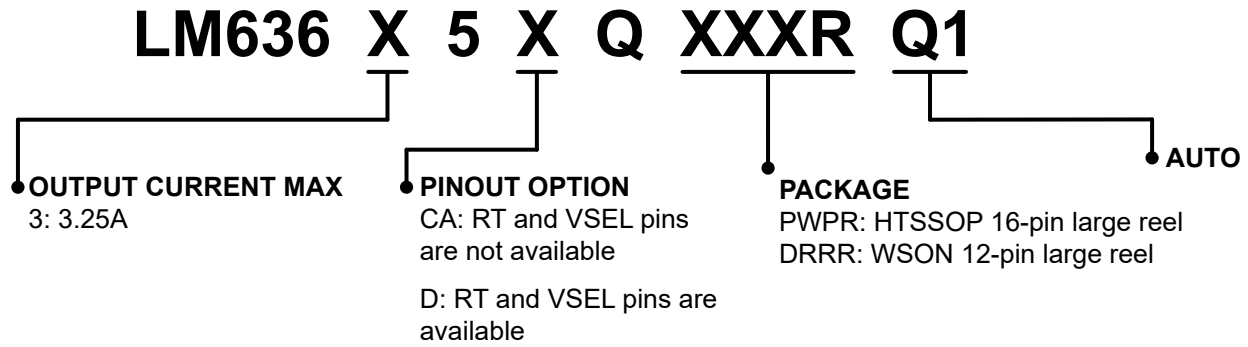 LM636 X 5 X Q XXXR Q1
OUTPUT CURRENT MAX
3: 3.25A
PINOUT OPTION
CA: RT and VSEL pins
are not available
D: RT and VSEL pins are
available
PACKAGE
PWPR: HTSSOP 16-pin large reel
DRRR: WSON 12-pin large reel
AUTO